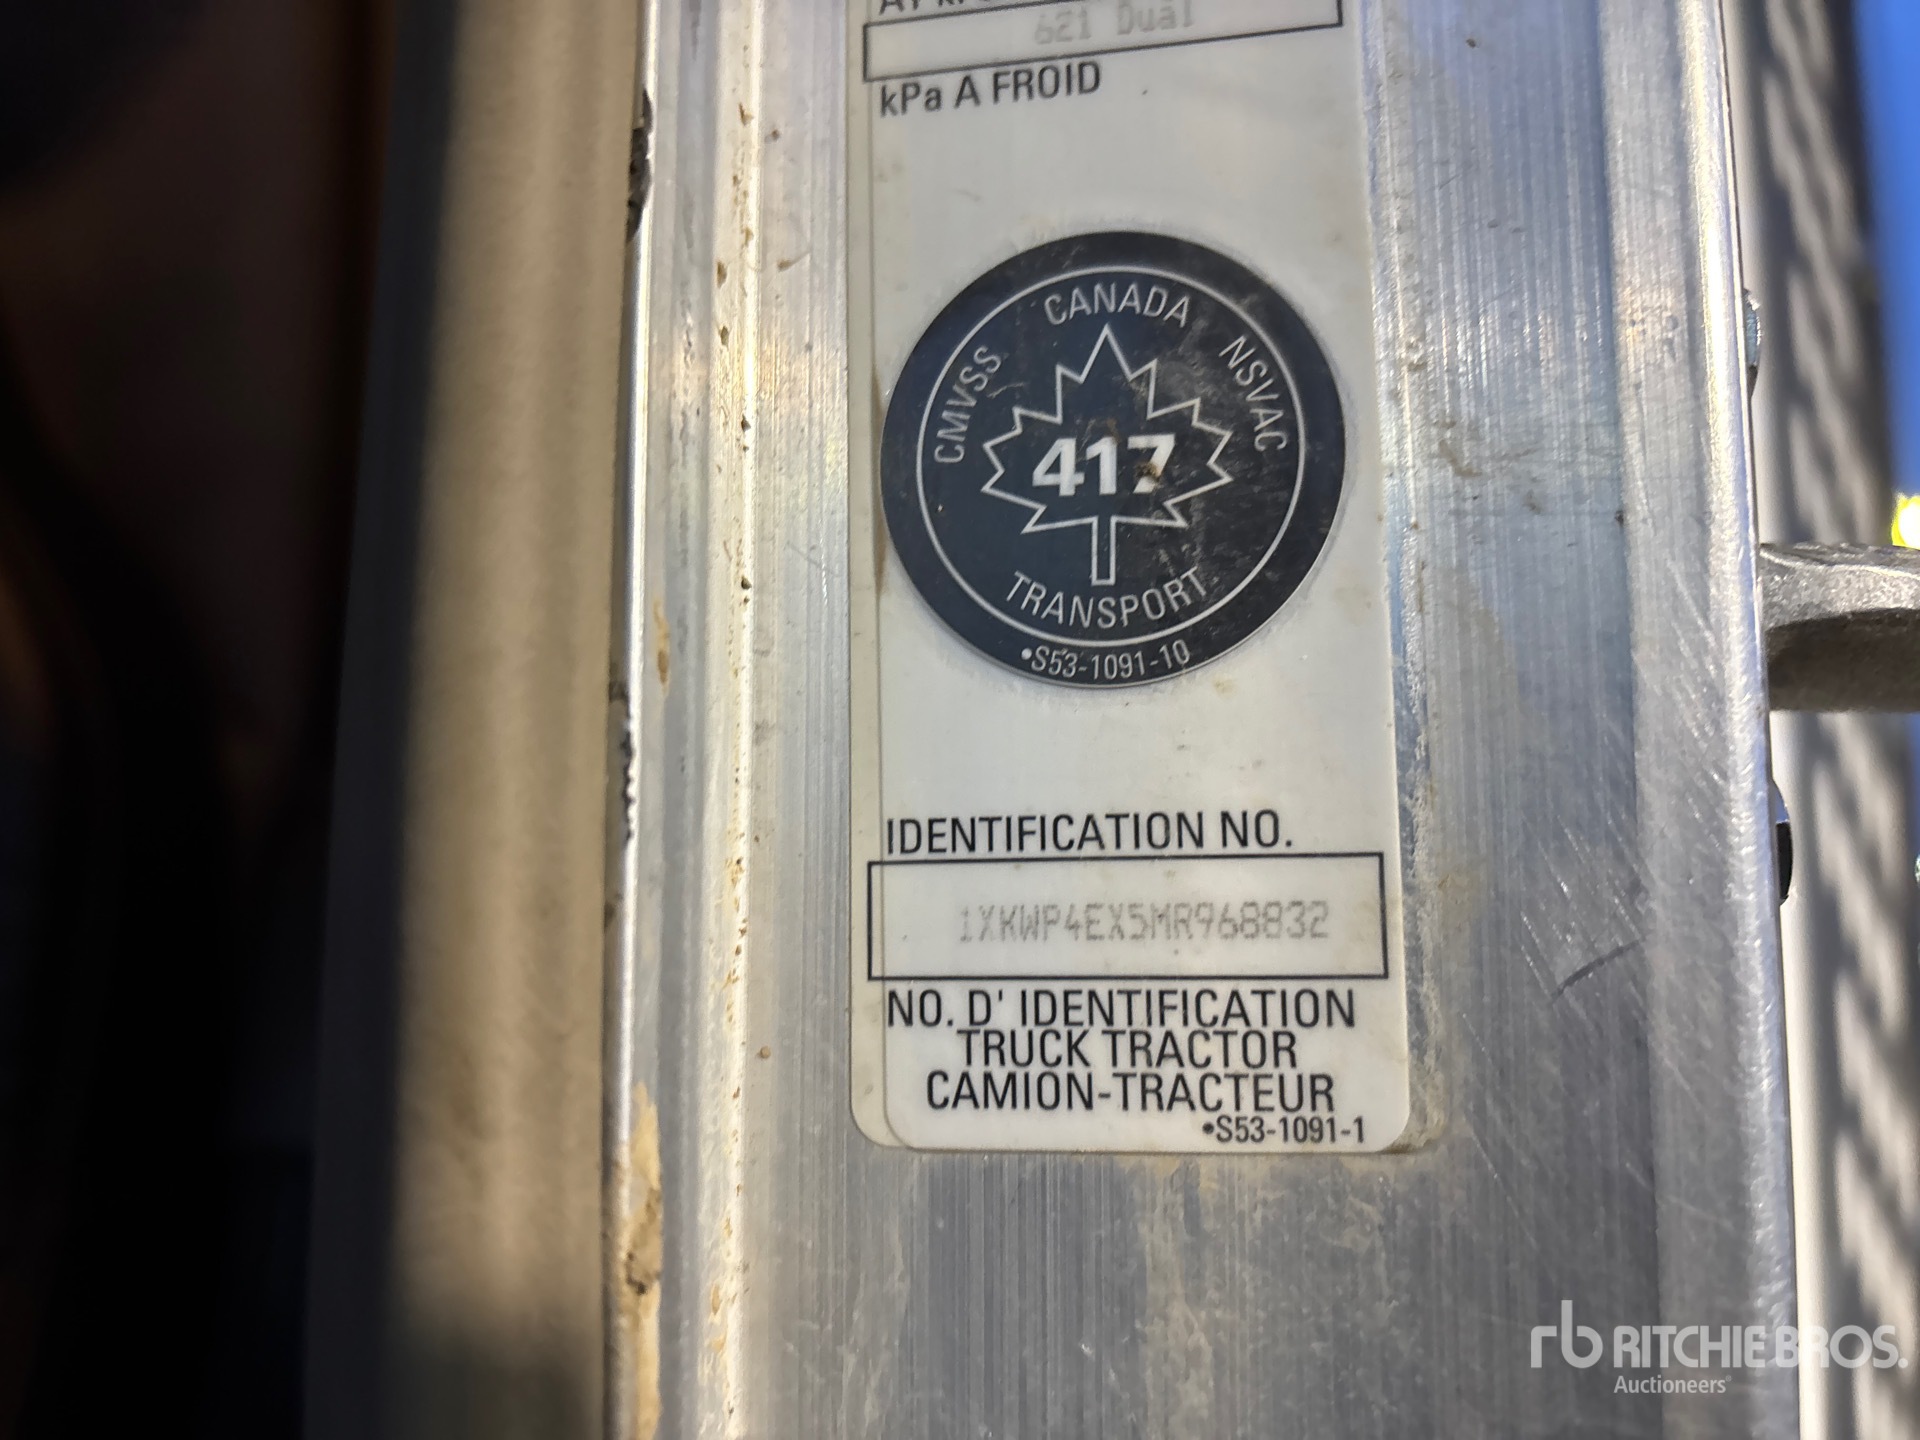 621 Dual
kPa A FROID
CANADA
CMVSS
NSVAC
417
TRANSPORT
•S53-1091-10
IDENTIFICATION NO.
1XKWP4EX5MR968832
NO. D' IDENTIFICATION
TRUCK TRACTOR
CAMION-TRACTEUR
•S53-1091-1
rb RITCHIE BROS.
Auctioneers